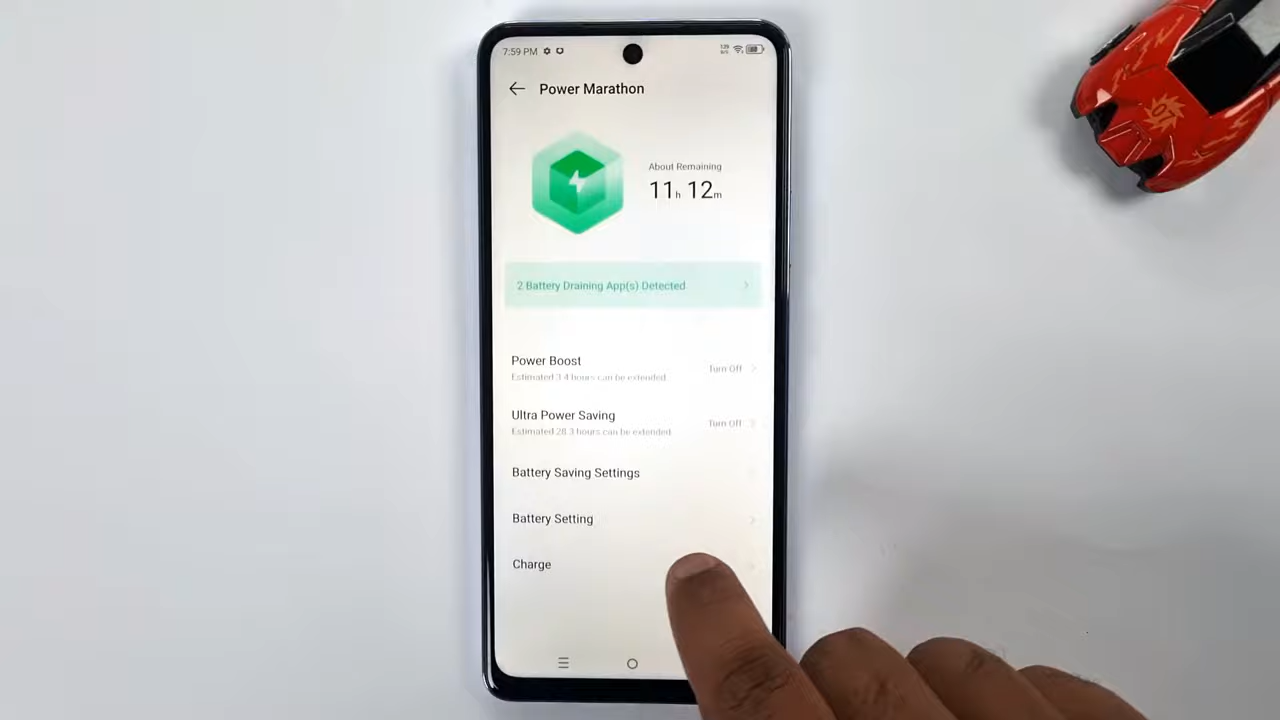 7:59 PM
Power Marathon
About Remaining
11h 12m
2 Battery Draining App(s) Detected
Power Boost
Turn Off
Estimated 3.4 hours can be extended
Ultra Power Saving
Turn Off
Estimated 28.3 hours can be extended
Battery Saving Settings
Battery Setting
Charge
07